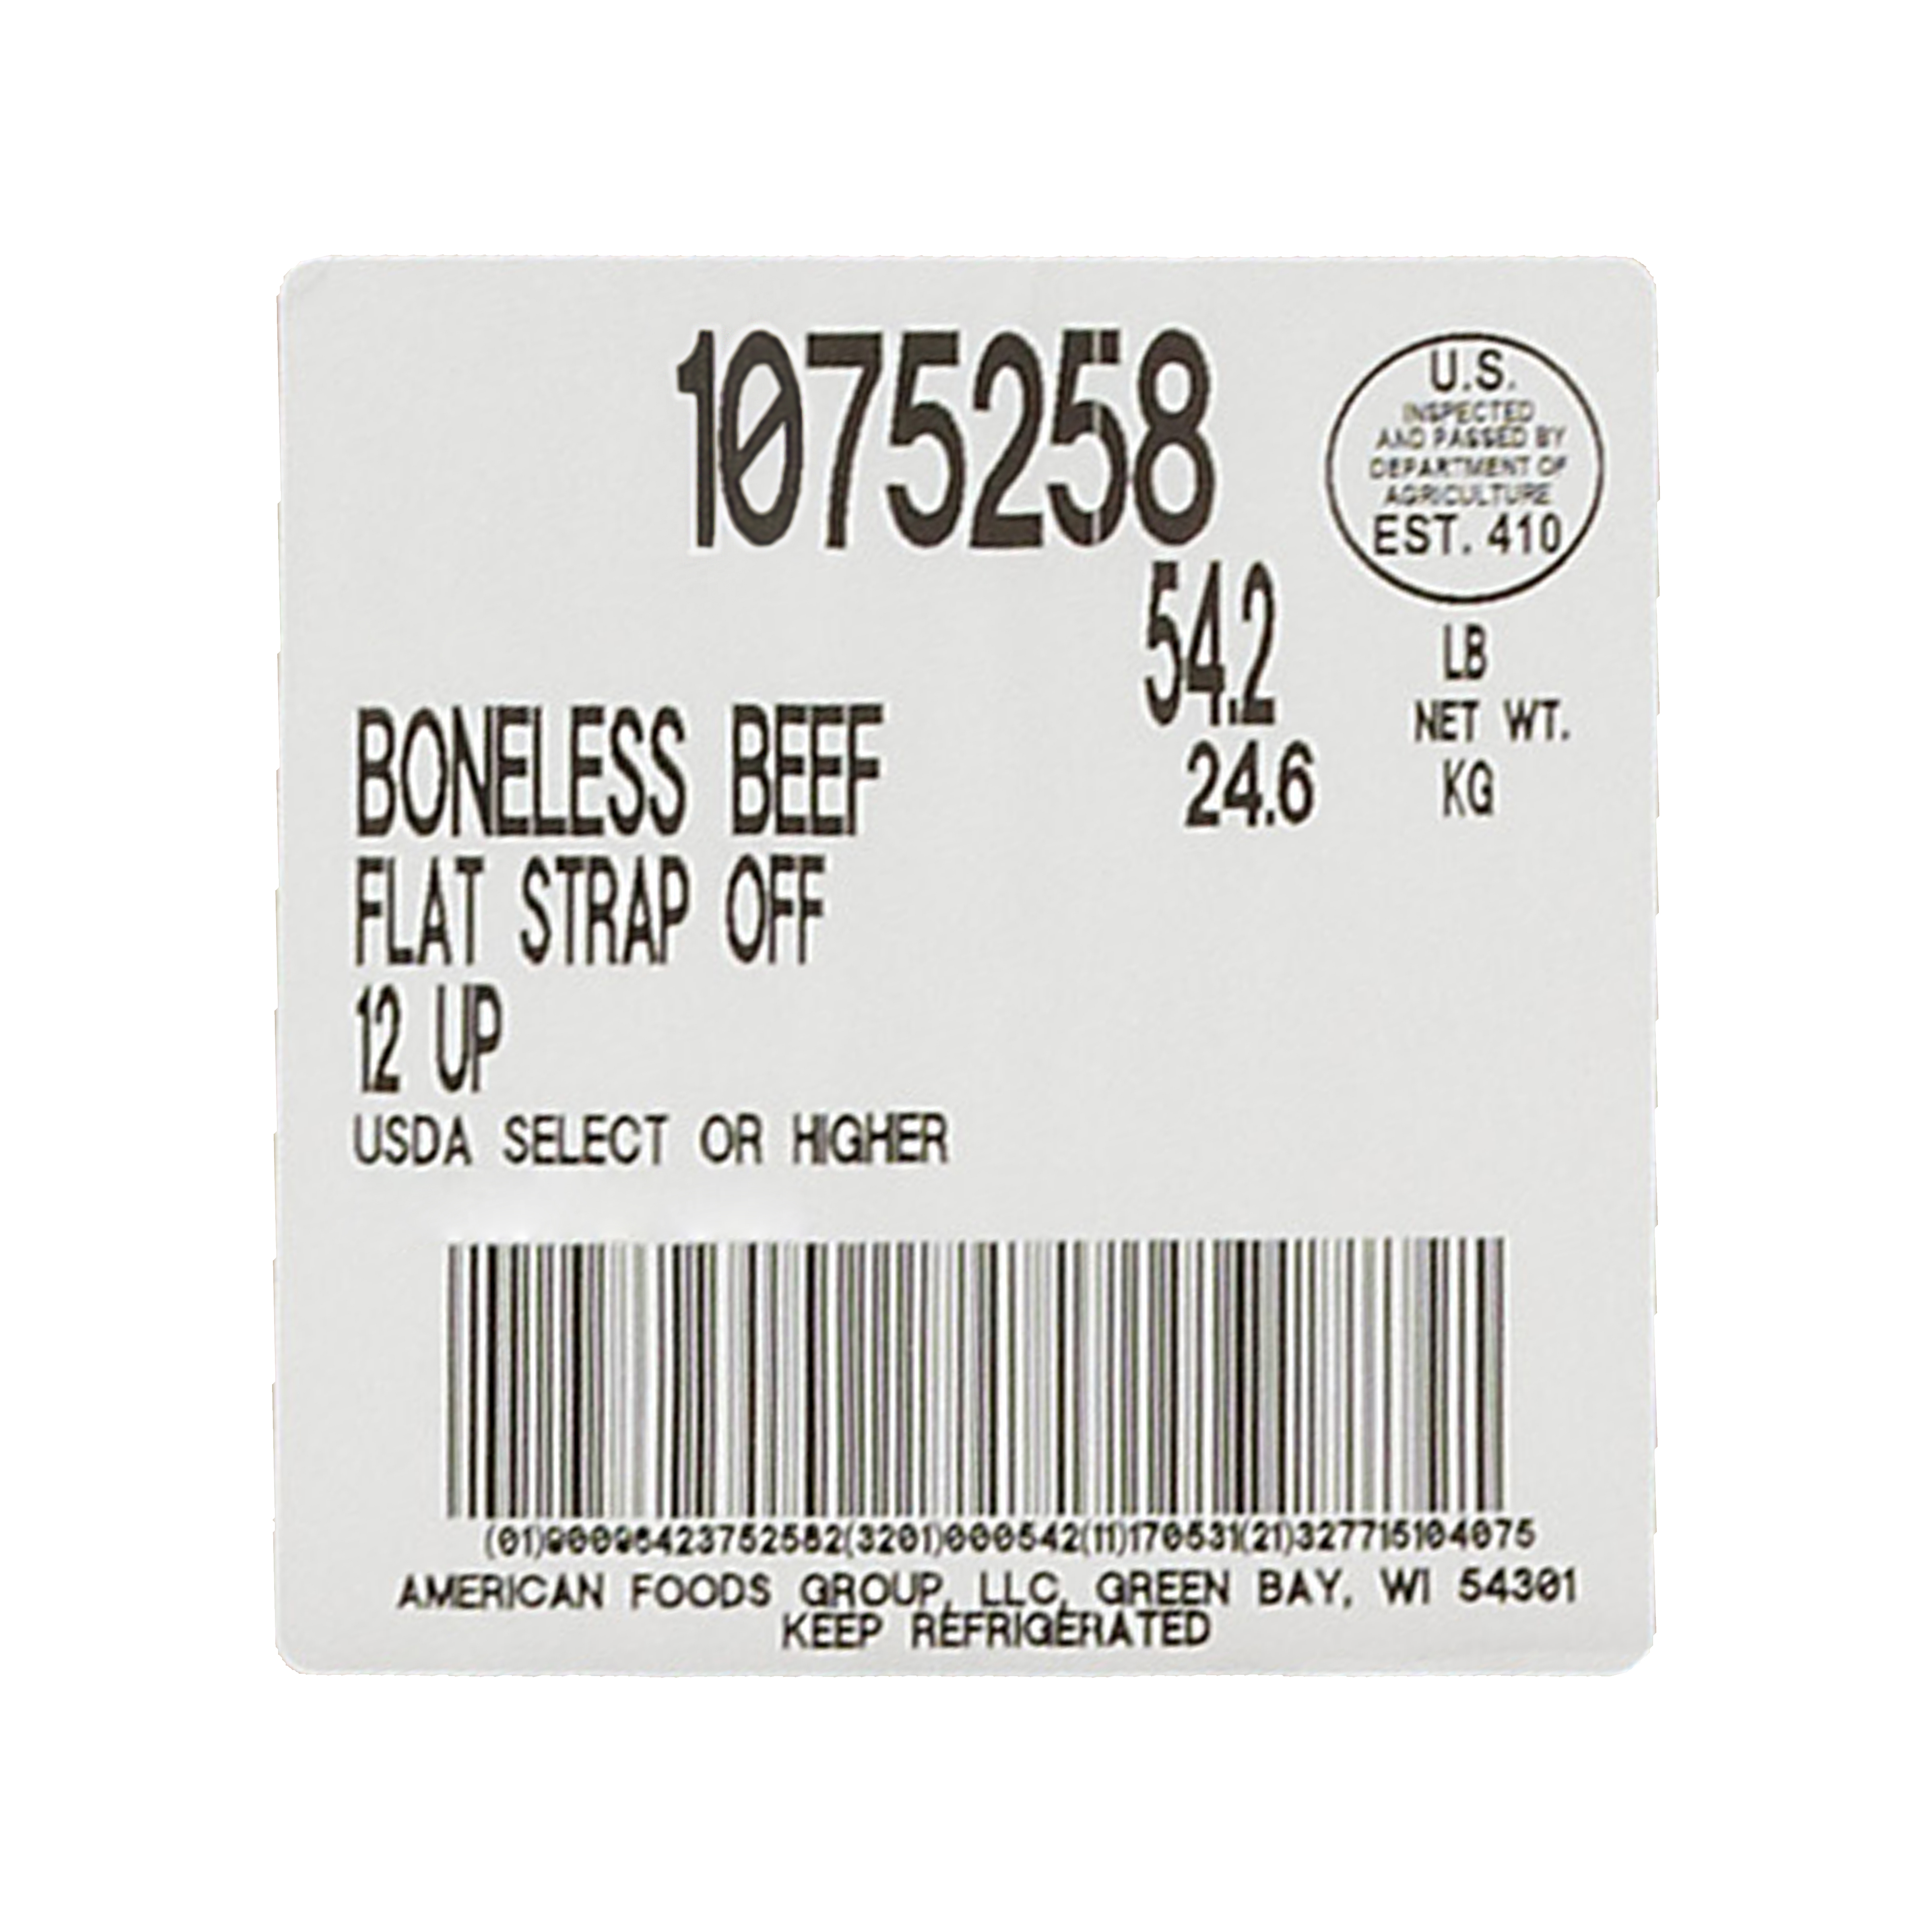 1075258
U.S.
INSPECTED
AND PASSED BY
DEPARTMENT OF
AGRICULTURE
EST. 410
54.2 LB
NET WT.
24.6 KG
BONELESS BEEF
FLAT STRAP OFF
12 UP
USDA SELECT OR HIGHER
(01)90096423752582(3201)000542(11)170531(21)327715104075
AMERICAN FOODS GROUP, LLC, GREEN BAY, WI 54301
KEEP REFRIGERATED